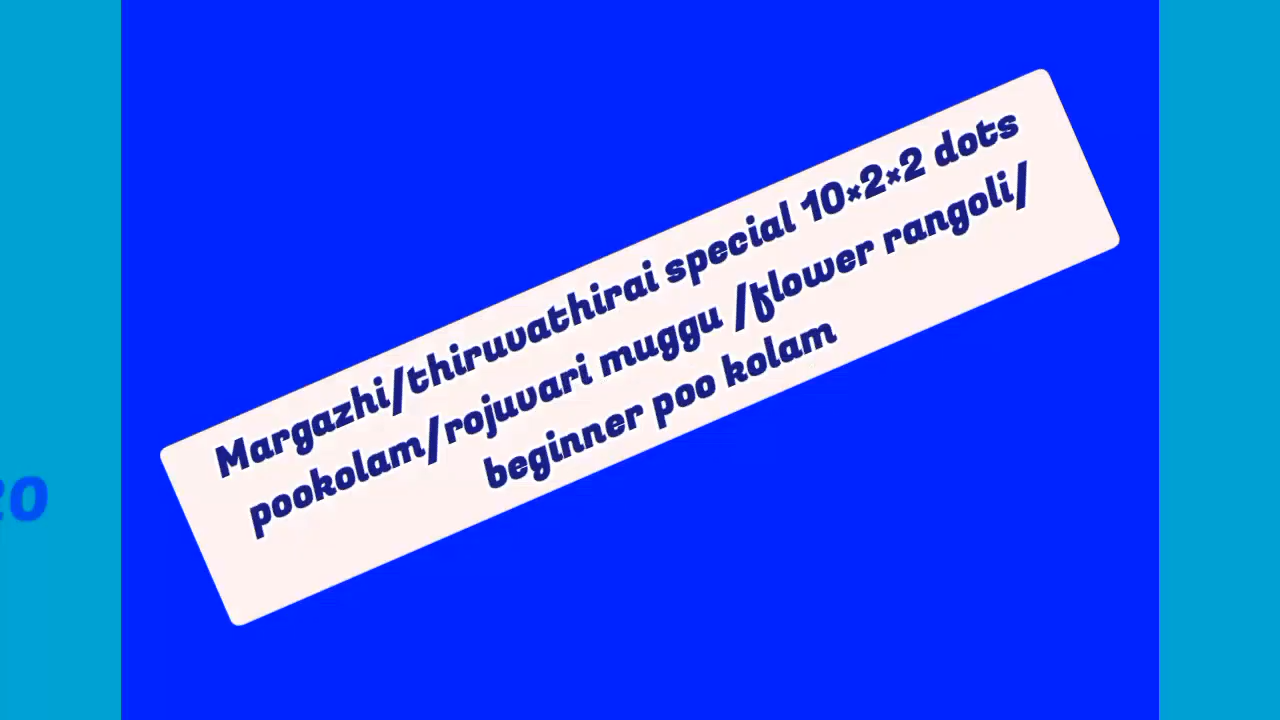 Margazhi/thiruvathirai special 10×2×2 dots
pookolam/rojuvari muggu /flower rangoli/
beginner poo kolam